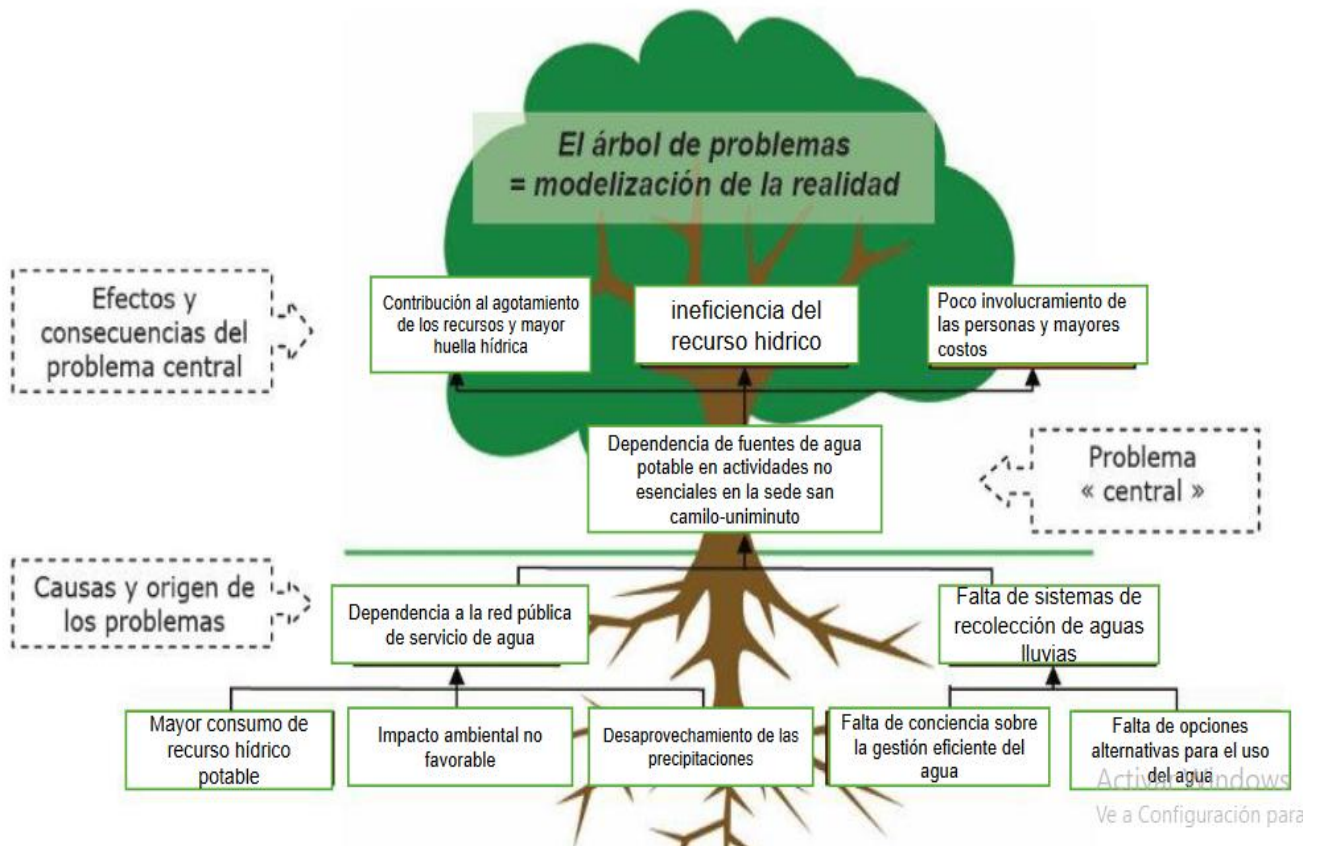 El árbol de problemas
= modelización de la realidad
Efectos y
consecuencias del
problema central
Contribución al agotamiento
de los recursos y mayor
huella hídrica
ineficiencia del
recurso hidrico
Poco involucramiento de
las personas y mayores
costos
Dependencia de fuentes de agua
potable en actividades no
esenciales en la sede san
camilo-uniminuto
Problema
« central »
Causas y origen de
los problemas
Dependencia a la red pública
de servicio de agua
Falta de sistemas de
recolección de aguas
lluvias
Mayor consumo de
recurso hídrico
potable
Impacto ambiental no
favorable
Desaprovechamiento de las
precipitaciones
Falta de conciencia sobre
la gestión eficiente del
agua
Falta de opciones
alternativas para el uso
del agua
Activar Windows
Ve a Configuración para